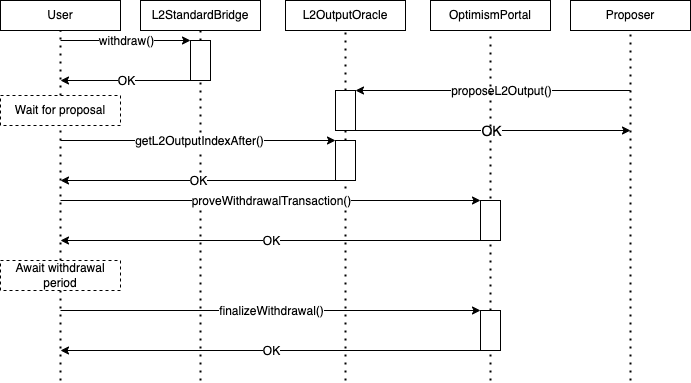 User
L2StandardBridge
L2OutputOracle
OptimismPortal
Proposer
withdraw()
OK
proposeL2Output()
Wait for proposal
OK
getL2OutputIndexAfter()
OK
proveWithdrawalTransaction()
OK
Await withdrawal
period
finalizeWithdrawal()
OK